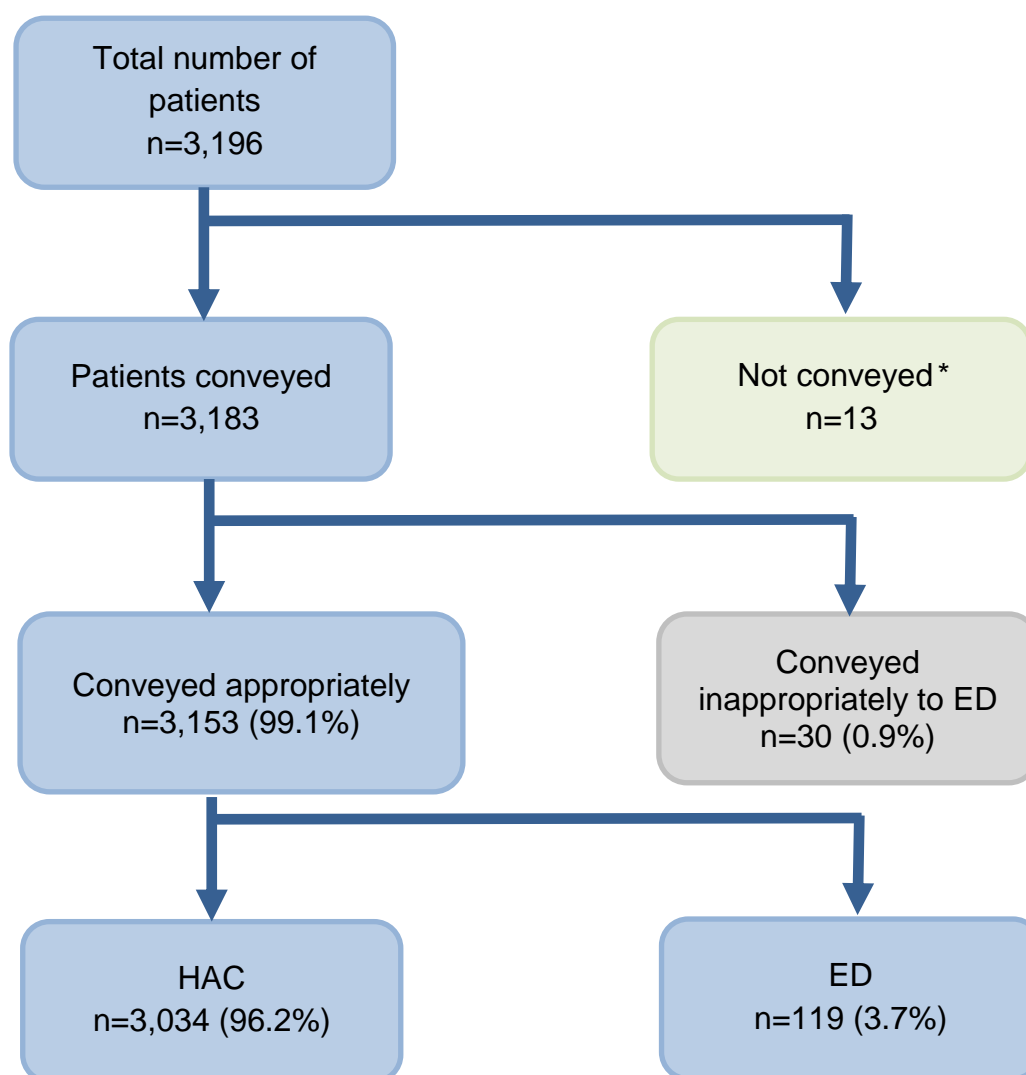 Total number of
patients
n=3,196
Patients conveyed
n=3,183
Not conveyed*
n=13
Conveyed appropriately
n=3,153 (99.1%)
Conveyed
inappropriately to ED
n=30 (0.9%)
HAC
n=3,034 (96.2%)
ED
n=119 (3.7%)